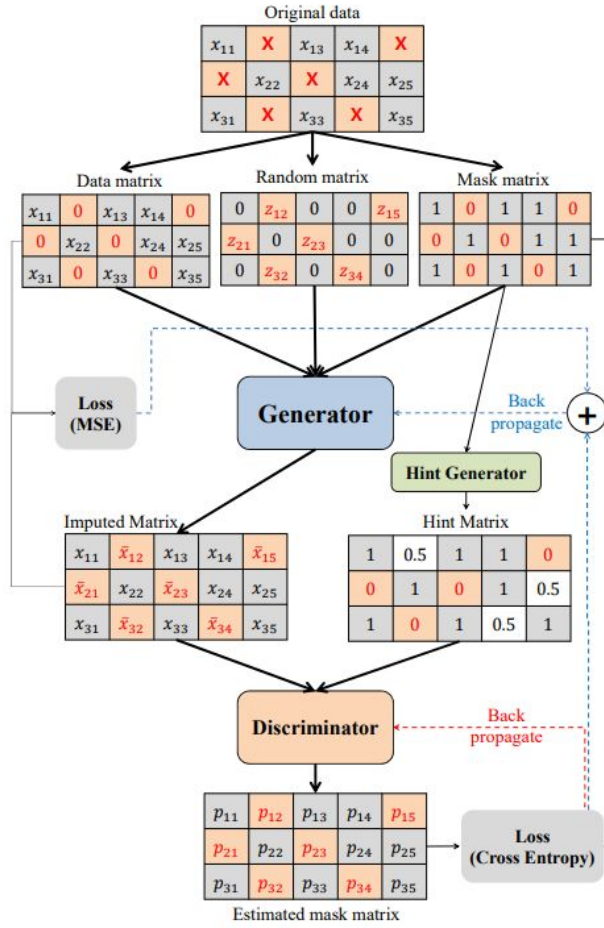 Original data
x₁₁ X x₁₃ x₁₄ X
X x₂₂ X x₂₄ x₂₅
x₃₁ X x₃₃ X x₃₅
Data matrix
x₁₁ 0 x₁₃ x₁₄ 0
0 x₂₂ 0 x₂₄ x₂₅
x₃₁ 0 x₃₃ 0 x₃₅
Random matrix
0 z₁₂ 0 0 z₁₅
z₂₁ 0 z₂₃ 0 0
0 z₃₂ 0 z₃₄ 0
Mask matrix
1 0 1 1 0
0 1 0 1 1
1 0 1 0 1
Loss
(MSE)
Generator
Back
propagate
+
Hint Generator
Imputed Matrix
x₁₁ x̄₁₂ x₁₃ x₁₄ x̄₁₅
x̄₂₁ x₂₂ x̄₂₃ x₂₄ x₂₅
x₃₁ x̄₃₂ x₃₃ x̄₃₄ x₃₅
Hint Matrix
1 0.5 1 1 0
0 1 0 1 0.5
1 0 1 0.5 1
Discriminator
Back
propagate
p₁₁ p₁₂ p₁₃ p₁₄ p₁₅
p₂₁ p₂₂ p₂₃ p₂₄ p₂₅
p₃₁ p₃₂ p₃₃ p₃₄ p₃₅
Estimated mask matrix
Loss
(Cross Entropy)